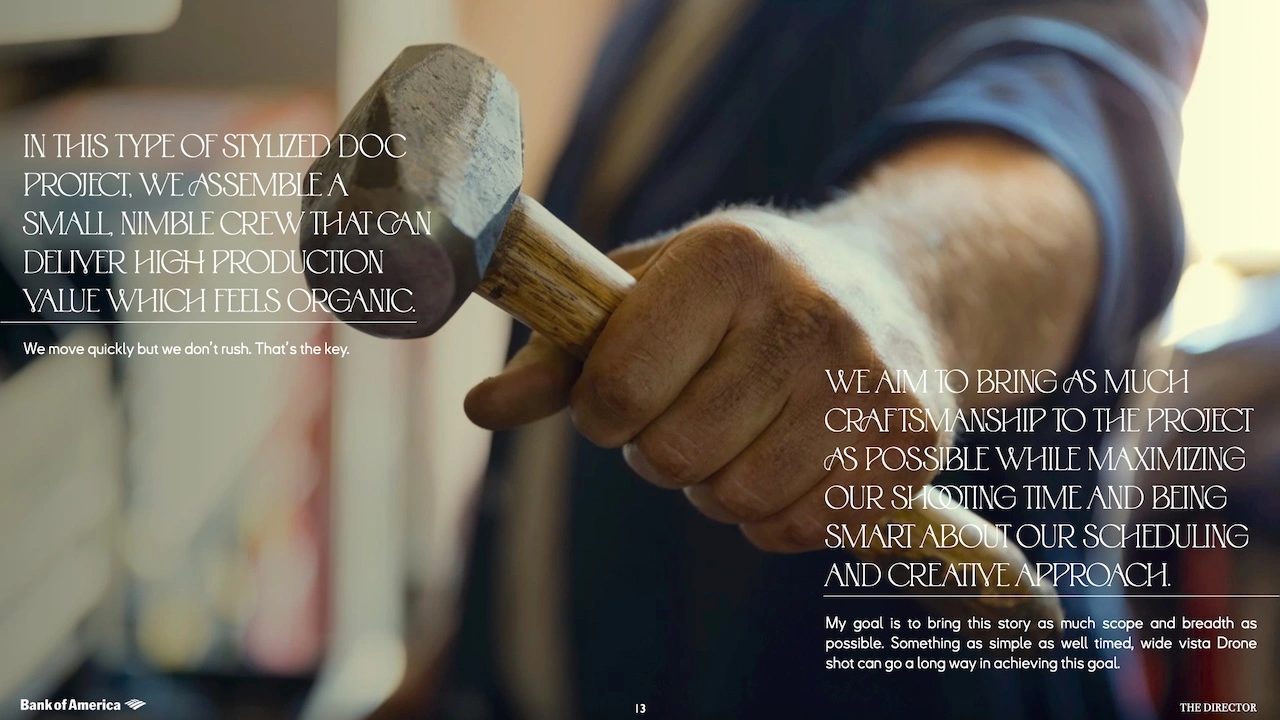 IN THIS TYPE OF STYLIZED DOC
PROJECT, WE ASSEMBLE A
SMALL, NIMBLE CREW THAT CAN
DELIVER HIGH PRODUCTION
VALUE WHICH FEELS ORGANIC.
We move quickly but we don't rush. That's the key.
WE AIM TO BRING AS MUCH
CRAFTSMANSHIP TO THE PROJECT
AS POSSIBLE WHILE MAXIMIZING
OUR SHOOTING TIME AND BEING
SMART ABOUT OUR SCHEDULING
AND CREATIVE APPROACH.
My goal is to bring this story as much scope and breadth as
possible. Something as simple as well timed, wide vista Drone
shot can go a long way in achieving this goal.
Bank of America
13
THE DIRECTOR